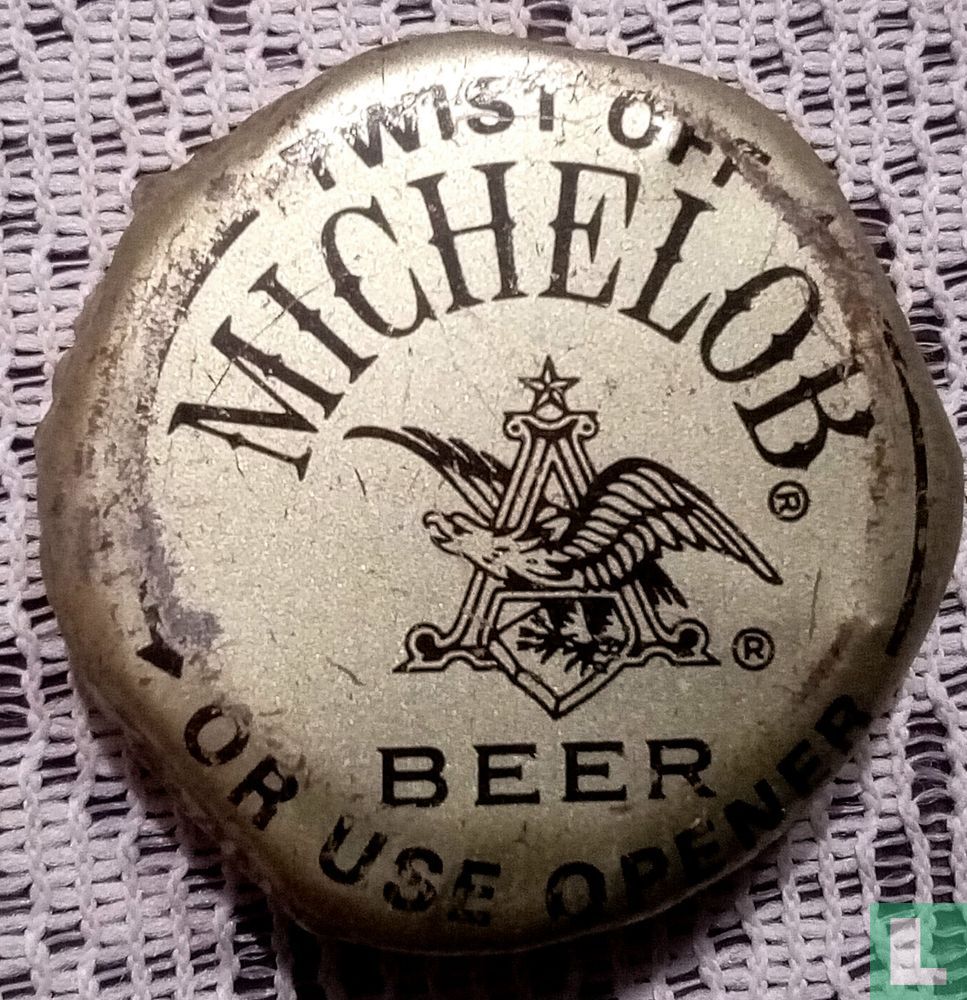 TWIST OFF
MICHELOB®
A
®
BEER
OR USE OPENER
L